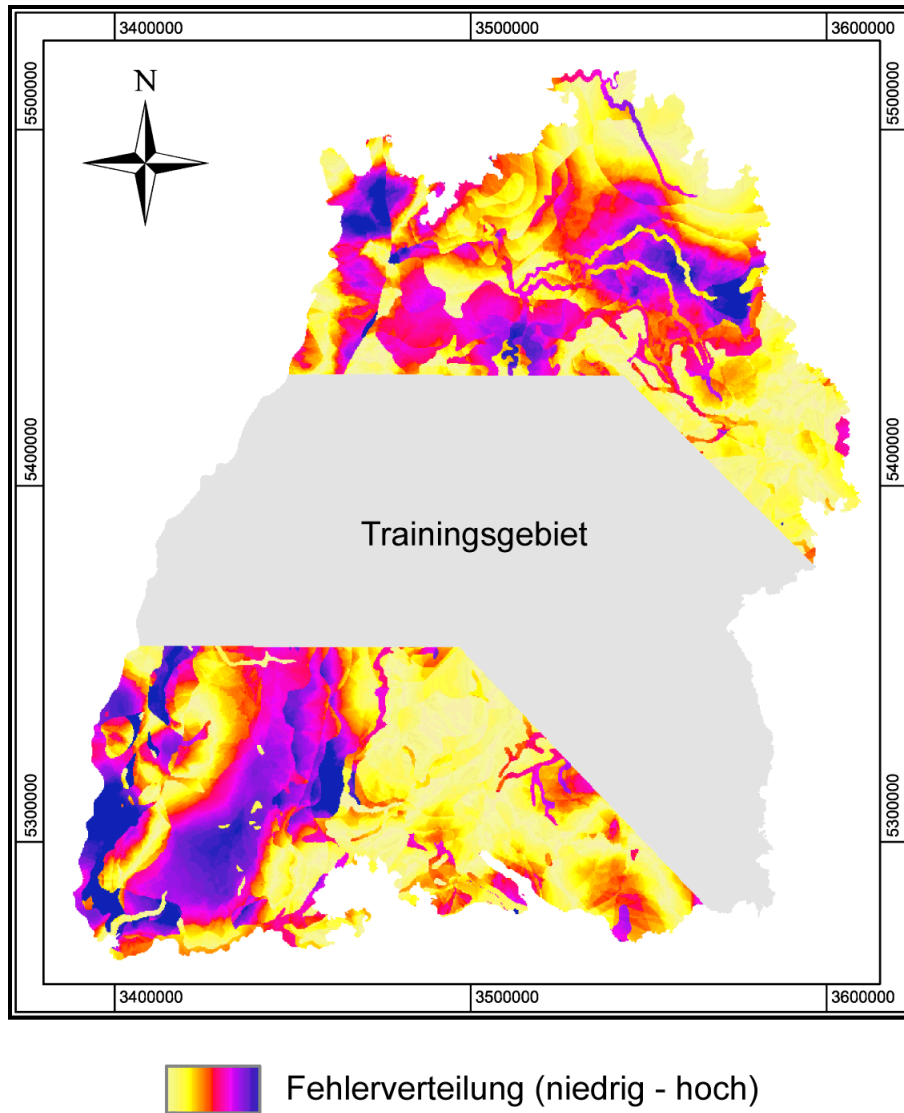 3400000 3500000 3600000
N
5500000 5500000
5400000 5400000
Trainingsgebiet
5300000 5300000
3400000 3500000 3600000
Fehlerverteilung (niedrig - hoch)